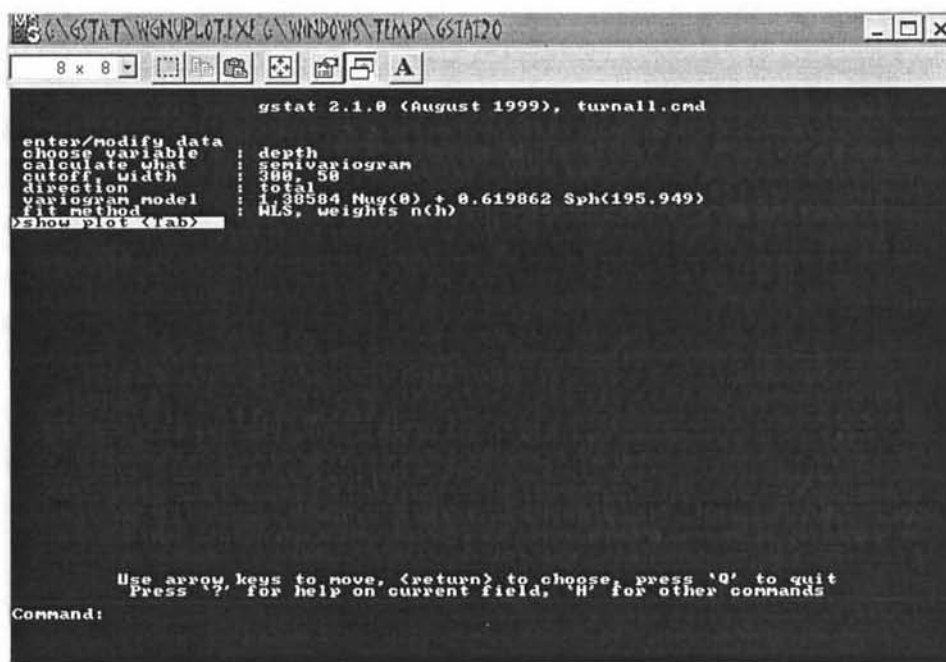 G:\GSTAT\WGNUPLOT.EXE G:\WINDOWS\TEMP\GSTAT20
8 x 8 A
gstat 2.1.0 (August 1999), turnall.cmd
enter/modify data
choose variable : depth
calculate what : semivariogram
cutoff, width : 300, 50
direction : total
variogram model : 1.38584 Nug(0) + 0.619862 Sph(195.949)
fit method : WLS, weights n(h)
>show plot (Tab)
Use arrow keys to move, <return> to choose, press 'Q' to quit
Press '?' for help on current field, 'H' for other commands
Command: